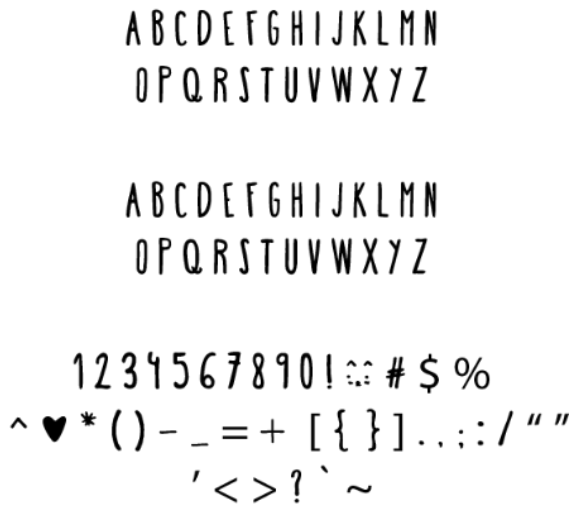 ABCDEFGHIJKLMN
OPQRSTUVWXYZ
ABCDEFGHIJKLMN
OPQRSTUVWXYZ
1234567890!#$%
^♥*()-_=+[{}].,;:/“”
'<>?`~